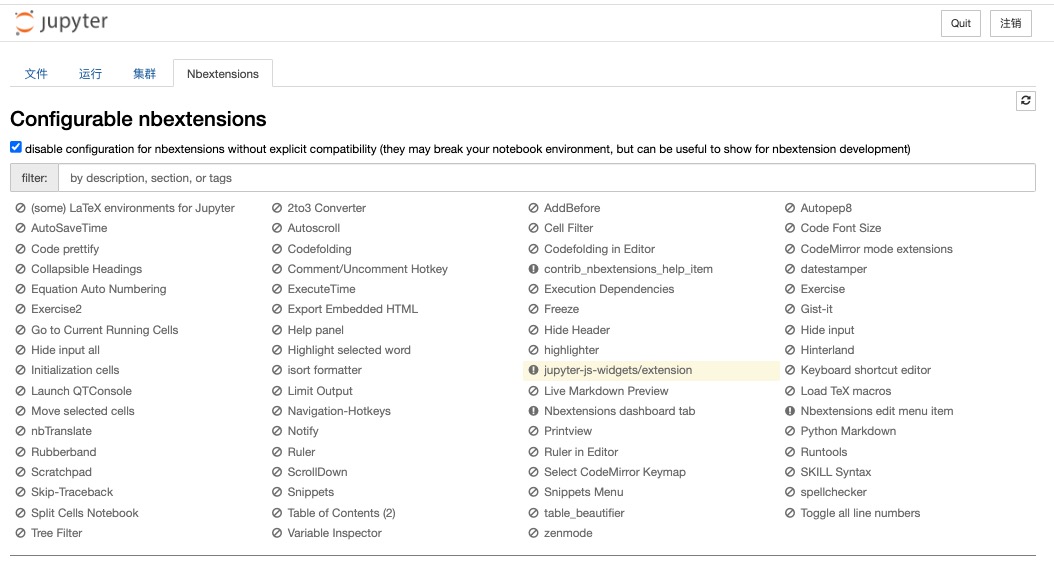 jupyter
Quit 注销
文件 运行 集群 Nbextensions
Configurable nbextensions
disable configuration for nbextensions without explicit compatibility (they may break your notebook environment, but can be useful to show for nbextension development)
filter: by description, section, or tags
(some) LaTeX environments for Jupyter 2to3 Converter AddBefore Autopep8
AutoSaveTime Autoscroll Cell Filter Code Font Size
Code prettify Codefolding Codefolding in Editor CodeMirror mode extensions
Collapsible Headings Comment/Uncomment Hotkey contrib_nbextensions_help_item datestamper
Equation Auto Numbering ExecuteTime Execution Dependencies Exercise
Exercise2 Export Embedded HTML Freeze Gist-it
Go to Current Running Cells Help panel Hide Header Hide input
Hide input all Highlight selected word highlighter Hinterland
Initialization cells isort formatter jupyter-js-widgets/extension Keyboard shortcut editor
Launch QTConsole Limit Output Live Markdown Preview Load TeX macros
Move selected cells Navigation-Hotkeys Nbextensions dashboard tab Nbextensions edit menu item
nbTranslate Notify Printview Python Markdown
Rubberband Ruler Ruler in Editor Runtools
Scratchpad ScrollDown Select CodeMirror Keymap SKILL Syntax
Skip-Traceback Snippets Snippets Menu spellchecker
Split Cells Notebook Table of Contents (2) table_beautifier Toggle all line numbers
Tree Filter Variable Inspector zenmode